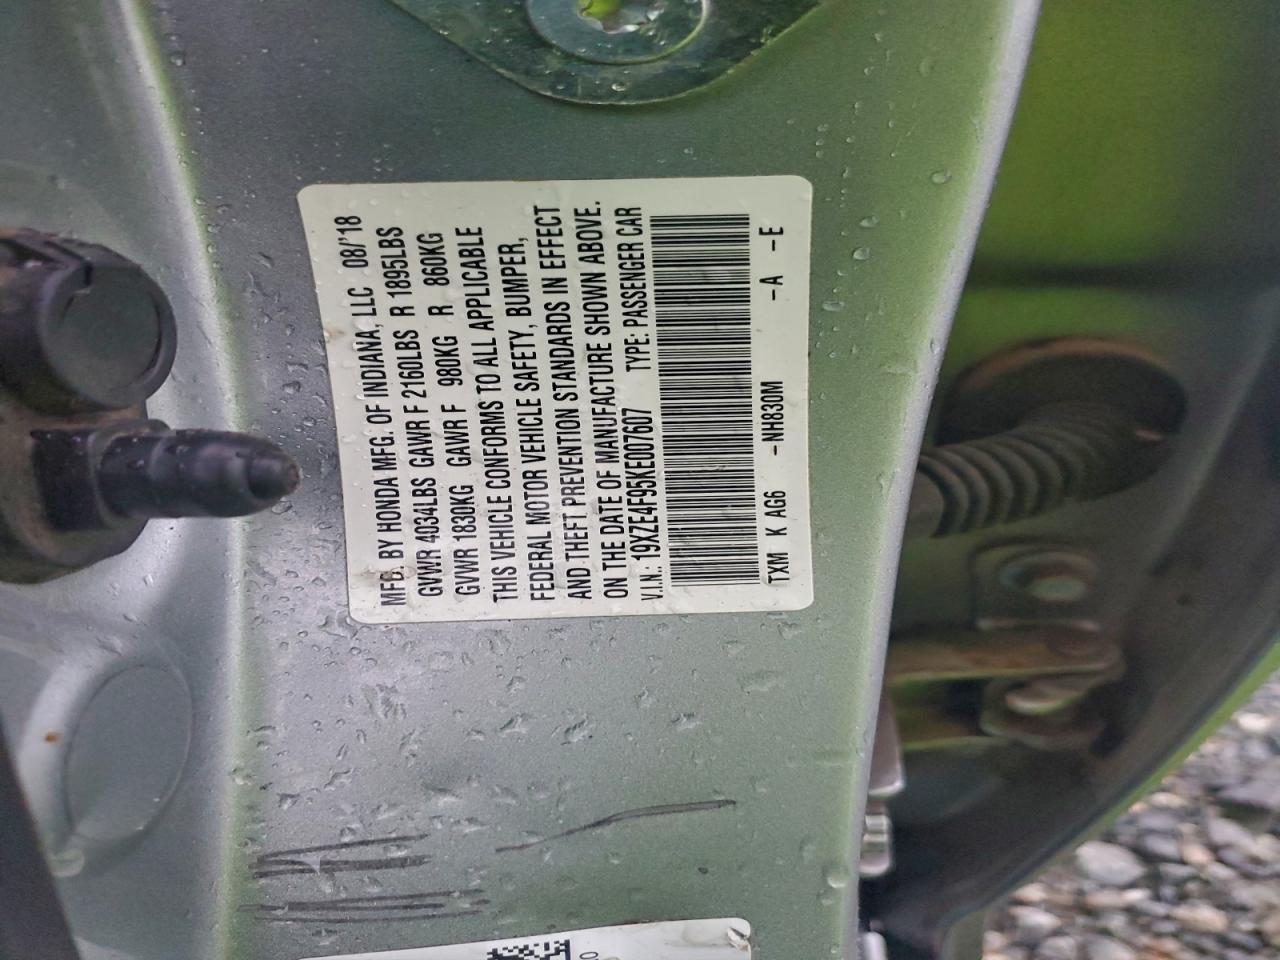 MFD. BY HONDA MFG. OF INDIANA, LLC 08/'18
GVWR 4034LBS GAWR F 2160LBS R 1895LBS
GVWR 1830KG GAWR F 980KG R 860KG
THIS VEHICLE CONFORMS TO ALL APPLICABLE
FEDERAL MOTOR VEHICLE SAFETY, BUMPER,
AND THEFT PREVENTION STANDARDS IN EFFECT
ON THE DATE OF MANUFACTURE SHOWN ABOVE.
V.I.N.: 19XZE4F95KE007607 TYPE: PASSENGER CAR
TXM K AG6 -NH830M -A -E